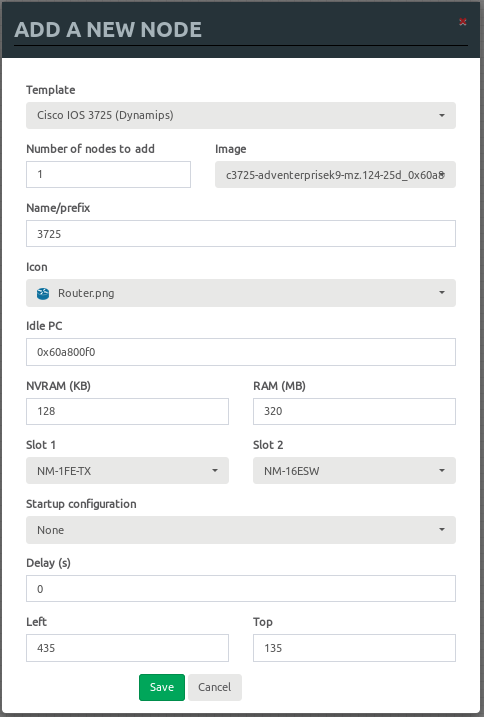 ADD A NEW NODE
Template
Cisco IOS 3725 (Dynamips)
Number of nodes to add Image
1 c3725-adventerprisek9-mz.124-25d_0x60a8
Name/prefix
3725
Icon
Router.png
Idle PC
0x60a800f0
NVRAM (KB) RAM (MB)
128 320
Slot 1 Slot 2
NM-1FE-TX NM-16ESW
Startup configuration
None
Delay (s)
0
Left Top
435 135
Save Cancel